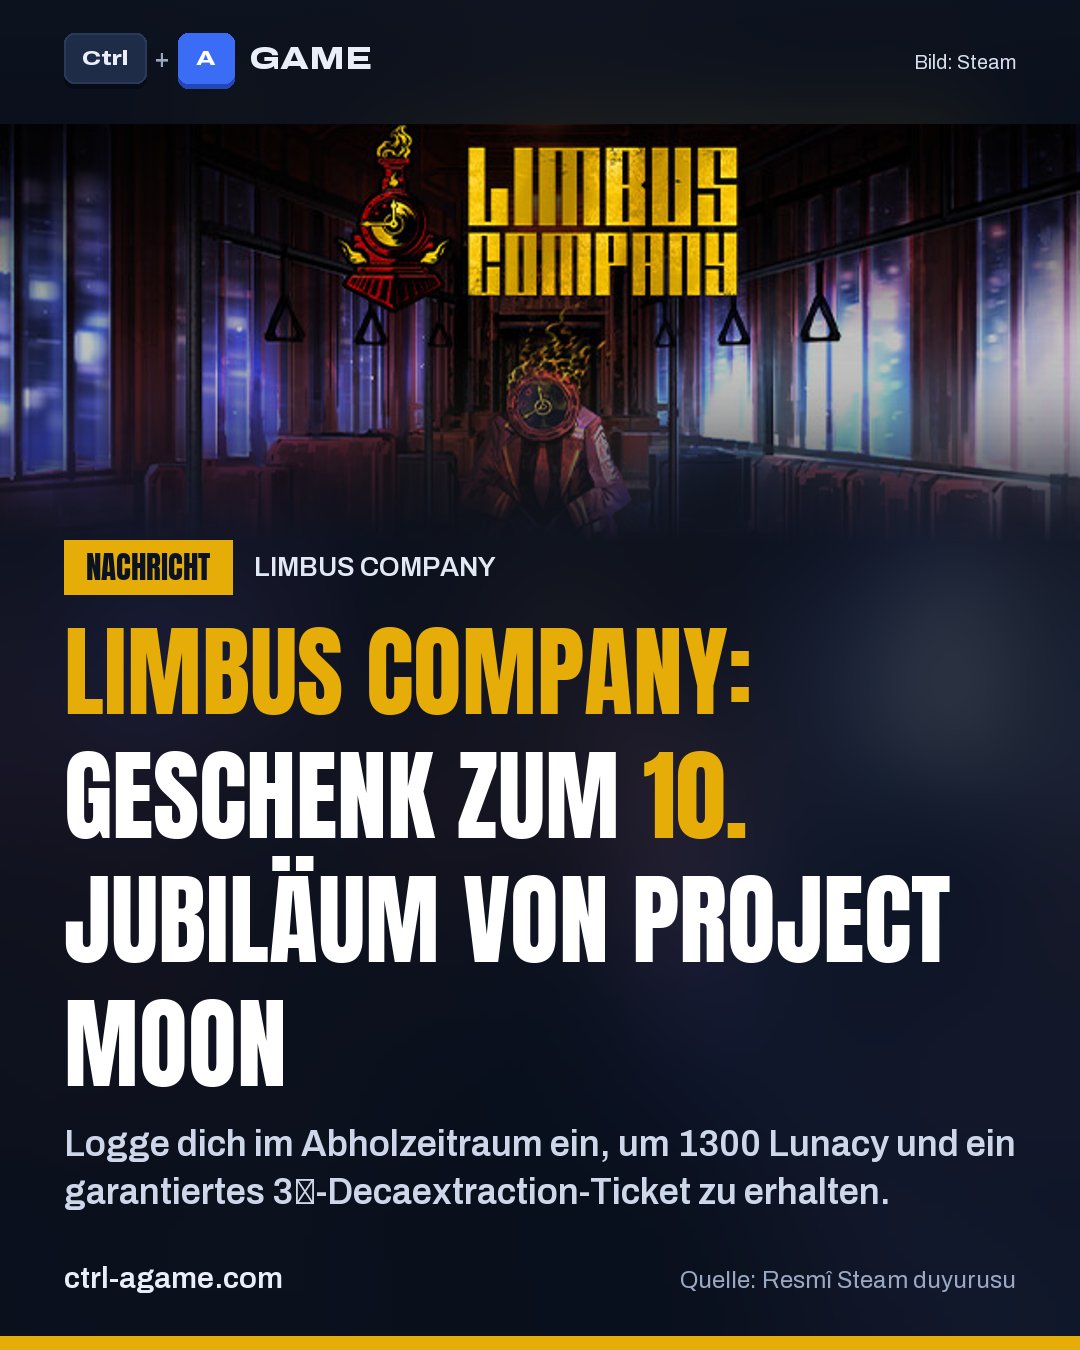 Ctrl + A GAME
Bild: Steam
LIMBUS
COMPANY
NACHRICHT LIMBUS COMPANY
LIMBUS COMPANY:
GESCHENK ZUM 10.
JUBILÄUM VON PROJECT
MOON
Logge dich im Abholzeitraum ein, um 1300 Lunacy und ein
garantiertes 3-Decaextraction-Ticket zu erhalten.
ctrl-agame.com
Quelle: Resmî Steam duyurusu